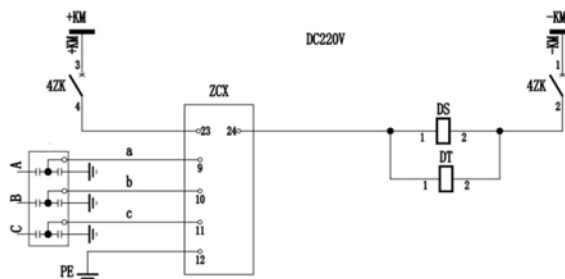 +KM
-KM
+KM
-KM
DC220V
3
4ZK
4
1
4ZK
2
ZCX
23
24
DS
1
2
DT
1
2
A
a
9
B
b
10
C
c
11
12
PE